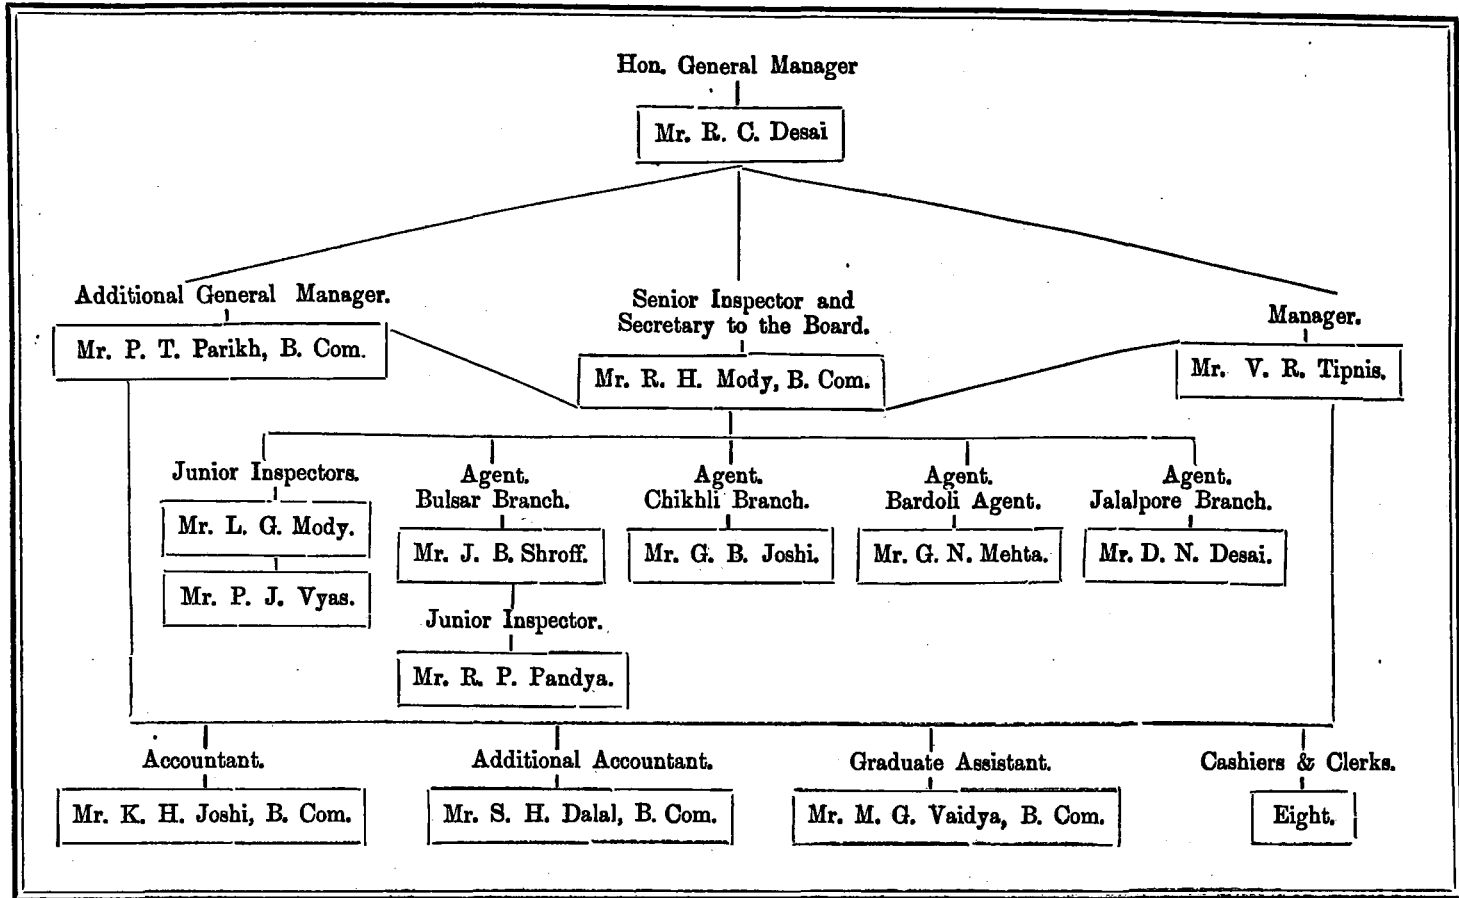 Hon. General Manager
Mr. R. C. Desai
Additional General Manager.
Mr. P. T. Parikh, B. Com.
Senior Inspector and
Secretary to the Board.
Mr. R. H. Mody, B. Com.
Manager.
Mr. V. R. Tipnis.
Junior Inspectors.
Mr. L. G. Mody.
Mr. P. J. Vyas.
Agent.
Bulsar Branch.
Mr. J. B. Shroff.
Junior Inspector.
Mr. R. P. Pandya.
Agent.
Chikhli Branch.
Mr. G. B. Joshi.
Agent.
Bardoli Agent.
Mr. G. N. Mehta.
Agent.
Jalalpore Branch.
Mr. D. N. Desai.
Accountant.
Mr. K. H. Joshi, B. Com.
Additional Accountant.
Mr. S. H. Dalal, B. Com.
Graduate Assistant.
Mr. M. G. Vaidya, B. Com.
Cashiers & Clerks.
Eight.